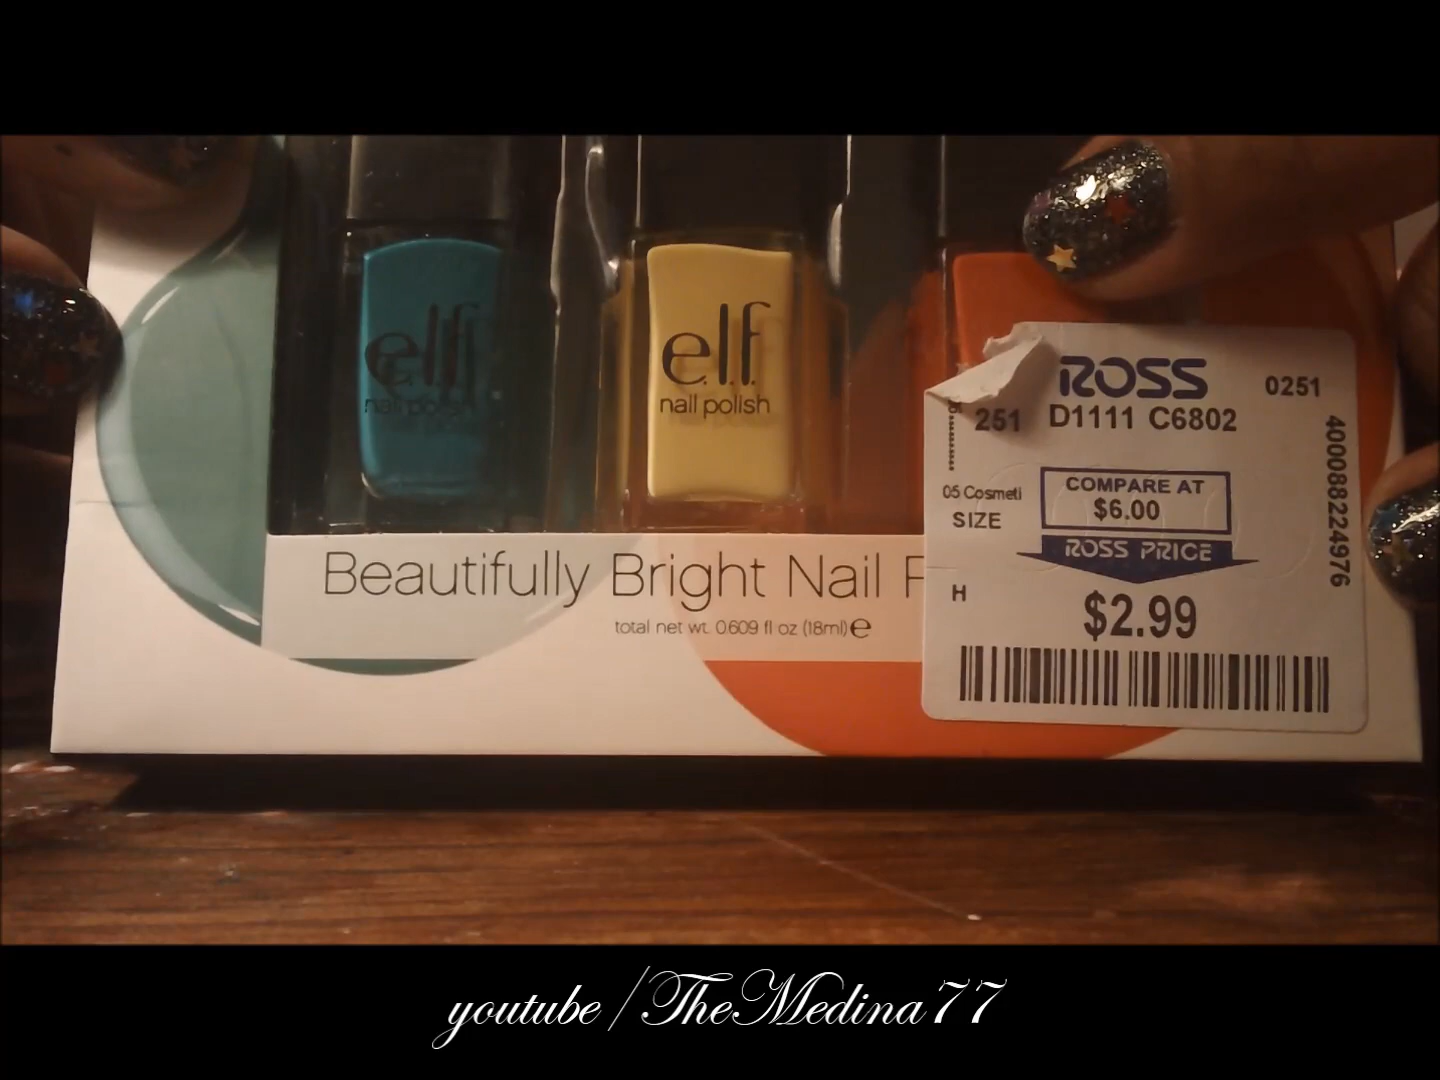 e.l.f.
nail polish
e.l.f.
nail polish
Beautifully Bright Nail
total net wt. 0.609 fl oz (18ml) e
ROSS
0251
251 D1111 C6802
400088224976
05 Cosmeti
SIZE
COMPARE AT
$6.00
ROSS PRICE
H
$2.99
youtube/TheMedina77